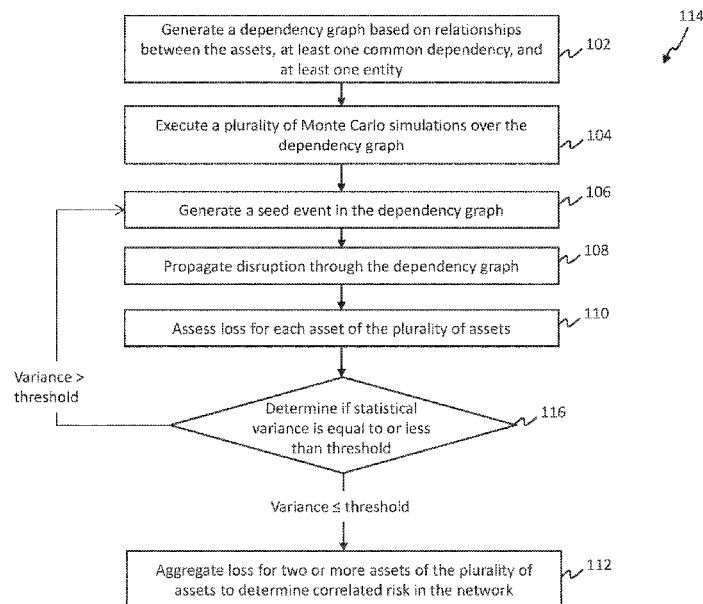 114
Generate a dependency graph based on relationships
between the assets, at least one common dependency, and
at least one entity
102
Execute a plurality of Monte Carlo simulations over the
dependency graph
104
Generate a seed event in the dependency graph
106
Propagate disruption through the dependency graph
108
Assess loss for each asset of the plurality of assets
110
Variance >
threshold
Determine if statistical
variance is equal to or less
than threshold
116
Variance ≤ threshold
Aggregate loss for two or more assets of the plurality of
assets to determine correlated risk in the network
112